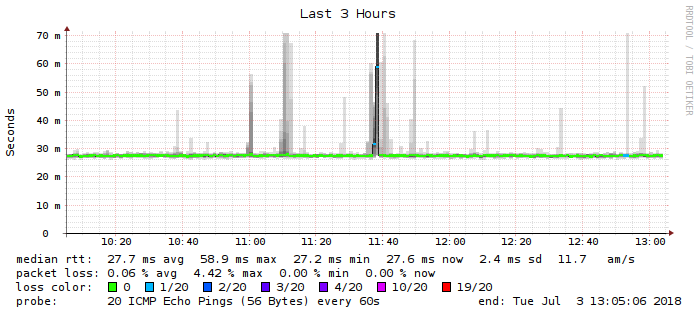 Last 3 Hours
RRDTOOL / TOBI OETIKER
Seconds
70 m
60 m
50 m
40 m
30 m
20 m
10 m
0
10:20 10:40 11:00 11:20 11:40 12:00 12:20 12:40 13:00
median rtt: 27.7 ms avg 58.9 ms max 27.2 ms min 27.6 ms now 2.4 ms sd 11.7 am/s
packet loss: 0.06 % avg 4.42 % max 0.00 % min 0.00 % now
loss color: 0 1/20 2/20 3/20 4/20 10/20 19/20
probe: 20 ICMP Echo Pings (56 Bytes) every 60s end: Tue Jul 3 13:05:06 2018